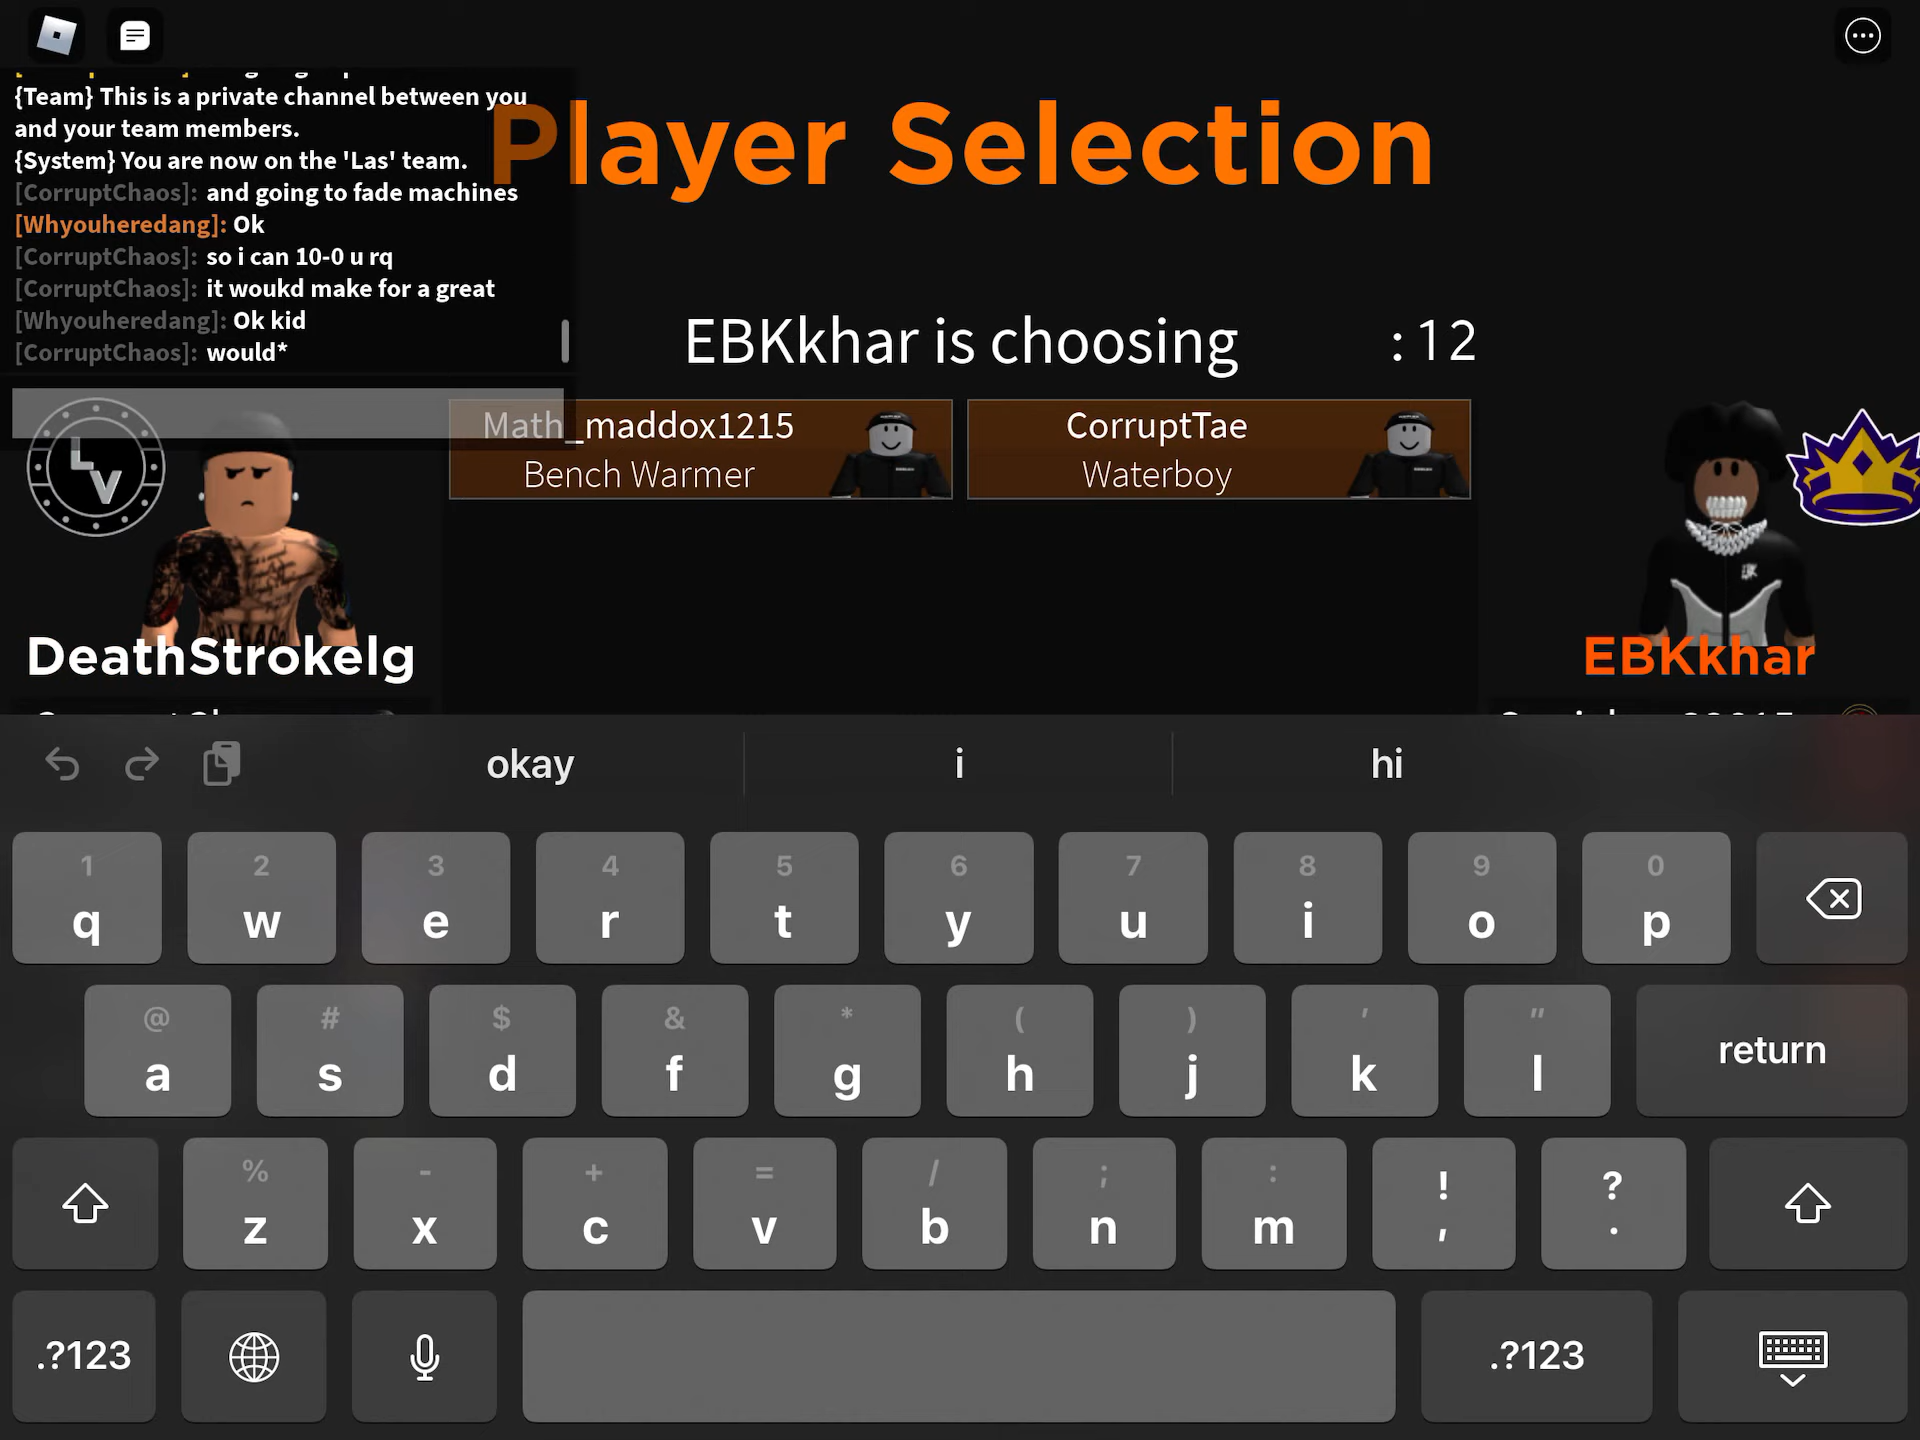 {Team} This is a private channel between you
and your team members.
{System} You are now on the 'Las' team.
[CorruptChaos]: and going to fade machines
[Whyouheredang]: Ok
[CorruptChaos]: so i can 10-0 u rq
[CorruptChaos]: it woukd make for a great
[Whyouheredang]: Ok kid
[CorruptChaos]: would*
Player Selection
EBKkhar is choosing :12
Math_maddox1215
Bench Warmer
CorruptTae
Waterboy
LV
DeathStrokelg
EBKkhar
okay i hi
1 2 3 4 5 6 7 8 9 0
q w e r t y u i o p
@ # $ & * ( ) ' "
a s d f g h j k l return
% - + = / ; : ! ?
z x c v b n m , .
.?123 .?123